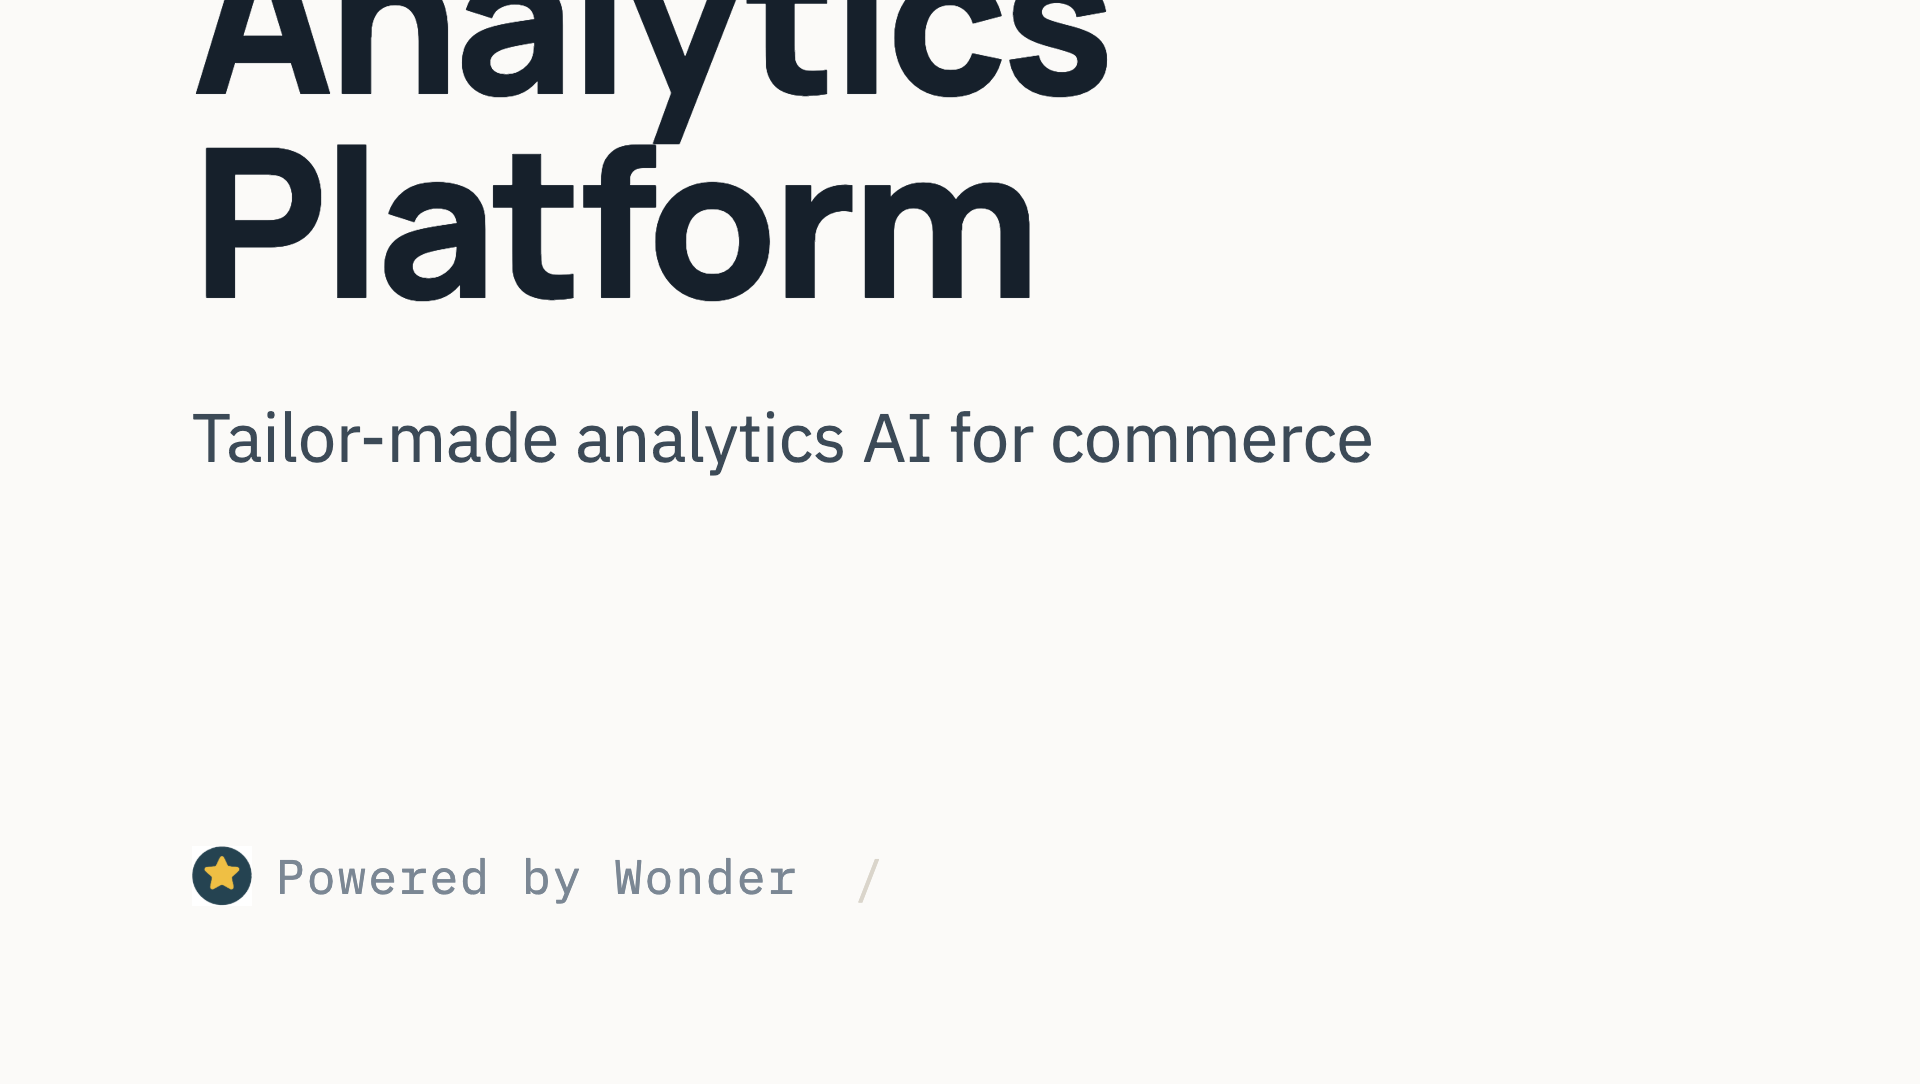 Analytics
Platform
Tailor-made analytics AI for commerce
Powered by Wonder /